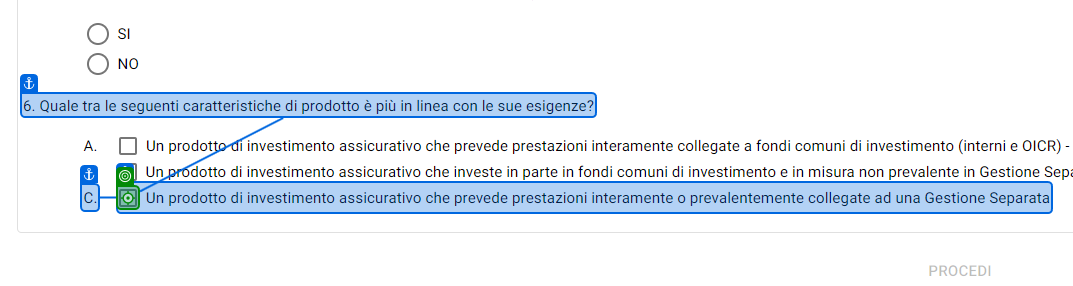 SI
NO
6. Quale tra le seguenti caratteristiche di prodotto è più in linea con le sue esigenze?
A. Un prodotto di investimento assicurativo che prevede prestazioni interamente collegate a fondi comuni di investimento (interni e OICR) -
Un prodotto di investimento assicurativo che investe in parte in fondi comuni di investimento e in misura non prevalente in Gestione
C. Un prodotto di investimento assicurativo che prevede prestazioni interamente o prevalentemente collegate ad una Gestione Separata
PROCEDI